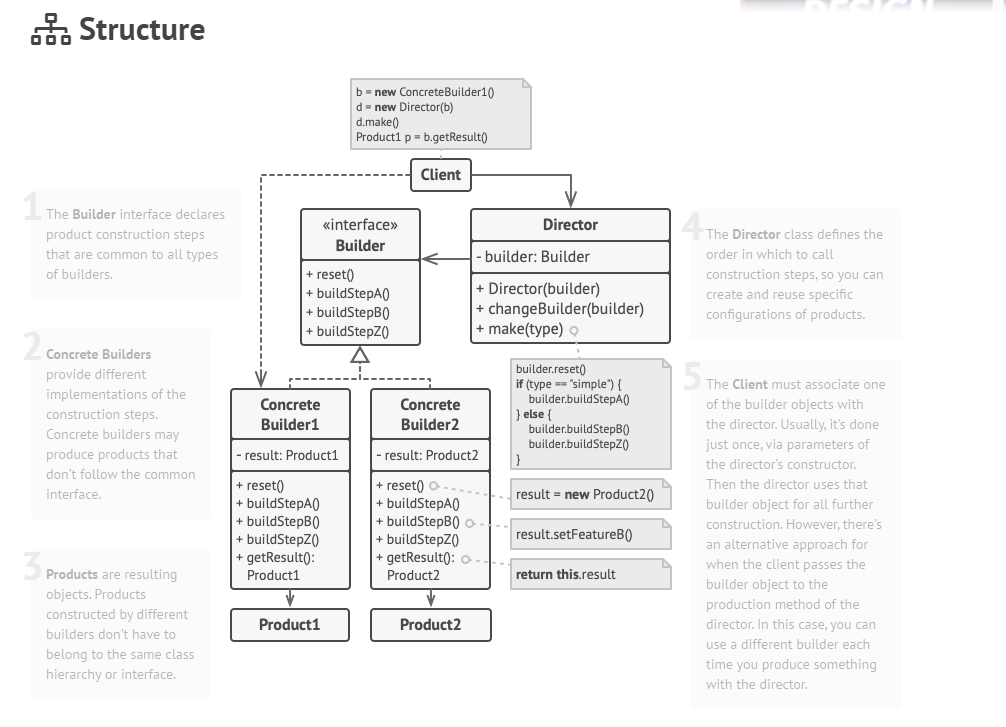 Structure
b = new ConcreteBuilder1()
d = new Director(b)
d.make()
Product1 p = b.getResult()
Client
1
The Builder interface declares
product construction steps
that are common to all types
of builders.
«interface»
Builder
+ reset()
+ buildStepA()
+ buildStepB()
+ buildStepZ()
Director
- builder: Builder
+ Director(builder)
+ changeBuilder(builder)
+ make(type)
4
The Director class defines the
order in which to call
construction steps, so you can
create and reuse specific
configurations of products.
2
Concrete Builders
provide different
implementations of the
construction steps.
Concrete builders may
produce products that
don't follow the common
interface.
Concrete
Builder1
- result: Product1
+ reset()
+ buildStepA()
+ buildStepB()
+ buildStepZ()
+ getResult():
Product1
Concrete
Builder2
- result: Product2
+ reset()
+ buildStepA()
+ buildStepB()
+ buildStepZ()
+ getResult():
Product2
builder.reset()
if (type == "simple") {
builder.buildStepA()
} else {
builder.buildStepB()
builder.buildStepZ()
}
result = new Product2()
result.setFeatureB()
return this.result
5
The Client must associate one
of the builder objects with
the director. Usually, it's done
just once, via parameters of
the director's constructor.
Then the director uses that
builder object for all further
construction. However, there's
an alternative approach for
when the client passes the
builder object to the
production method of the
director. In this case, you can
use a different builder each
time you produce something
with the director.
3
Products are resulting
objects. Products
constructed by different
builders don't have to
belong to the same class
hierarchy or interface.
Product1
Product2